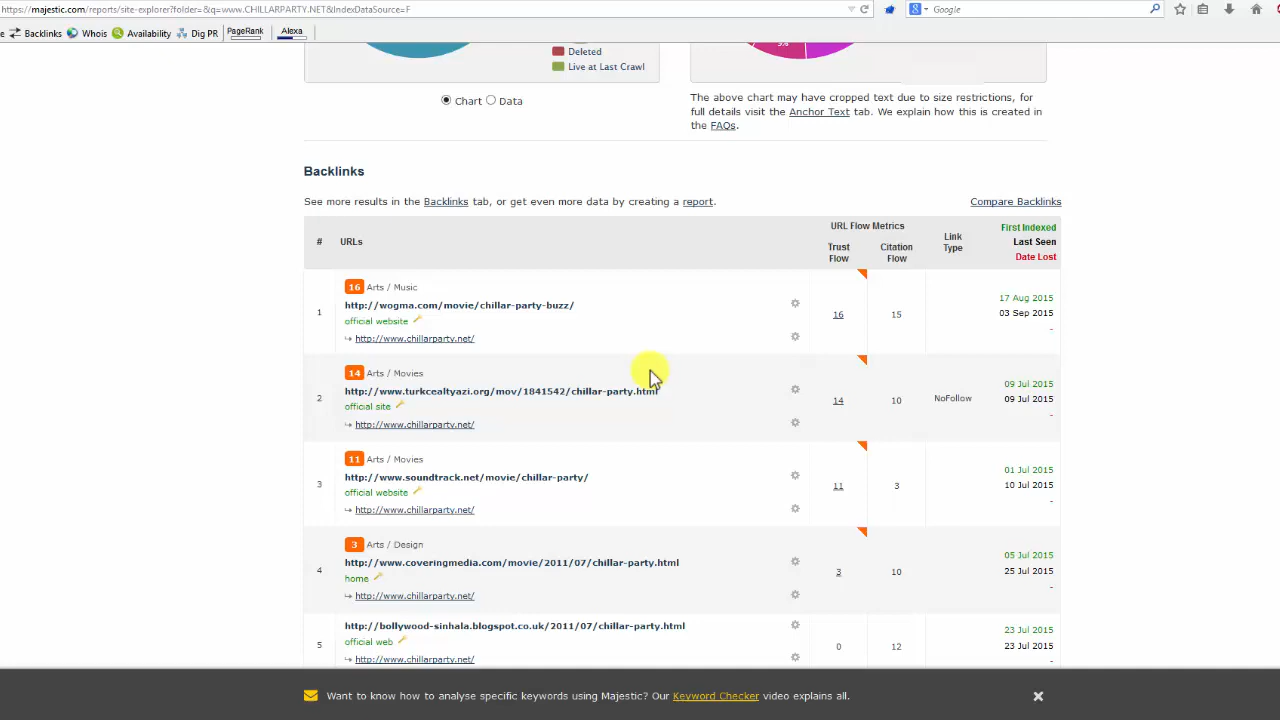 https://majestic.com/reports/site-explorer?folder=&q=www.CHILLARPARTY.NET&IndexDataSource=F
Google
e Backlinks Whois Availability Dig PR PageRank Alexa
Deleted
Live at Last Crawl
Chart Data
The above chart may have cropped text due to size restrictions, for
full details visit the Anchor Text tab. We explain how this is created in
the FAQs.
Backlinks
See more results in the Backlinks tab, or get even more data by creating a report.
Compare Backlinks
# URLs
URL Flow Metrics
Trust
Flow
Citation
Flow
Link
Type
First Indexed
Last Seen
Date Lost
1
16 Arts / Music
http://wogma.com/movie/chillar-party-buzz/
official website
http://www.chillarparty.net/
16
15
17 Aug 2015
03 Sep 2015
-
2
14 Arts / Movies
http://www.turkcealtyazi.org/mov/1841542/chillar-party.html
official site
http://www.chillarparty.net/
14
10
NoFollow
09 Jul 2015
09 Jul 2015
-
3
11 Arts / Movies
http://www.soundtrack.net/movie/chillar-party/
official website
http://www.chillarparty.net/
11
3
01 Jul 2015
10 Jul 2015
-
4
3 Arts / Design
http://www.coveringmedia.com/movie/2011/07/chillar-party.html
home
http://www.chillarparty.net/
3
10
05 Jul 2015
25 Jul 2015
-
5
http://bollywood-sinhala.blogspot.co.uk/2011/07/chillar-party.html
official web
http://www.chillarparty.net/
0
12
23 Jul 2015
23 Jul 2015
-
Want to know how to analyse specific keywords using Majestic? Our Keyword Checker video explains all.